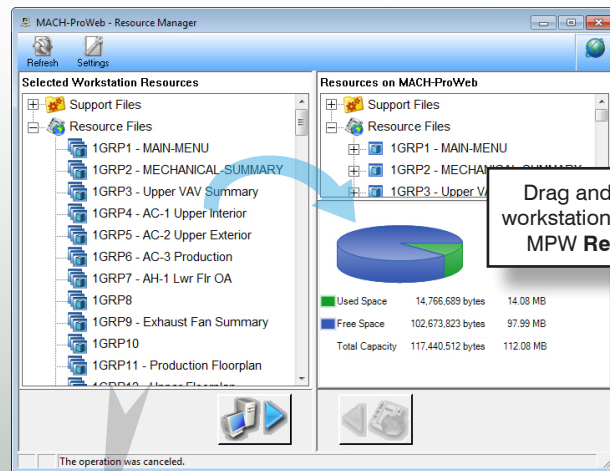 MACH-ProWeb - Resource Manager
Refresh Settings
Selected Workstation Resources
Support Files
Resource Files
1GRP1 - MAIN-MENU
1GRP2 - MECHANICAL-SUMMARY
1GRP3 - Upper VAV Summary
1GRP4 - AC-1 Upper Interior
1GRP5 - AC-2 Upper Exterior
1GRP6 - AC-3 Production
1GRP7 - AH-1 Lwr Flr OA
1GRP8
1GRP9 - Exhaust Fan Summary
1GRP10
1GRP11 - Production Floorplan
1GRP12 - Upper Floorplan
Resources on MACH-ProWeb
Support Files
Resource Files
1GRP1 - MAIN-MENU
1GRP2 - MECHANICAL-SUMMARY
1GRP3 - Upper VA
Drag and
workstation
MPW Re
Used Space 14,766,689 bytes 14.08 MB
Free Space 102,673,823 bytes 97.99 MB
Total Capacity 117,440,512 bytes 112.08 MB
The operation was canceled.